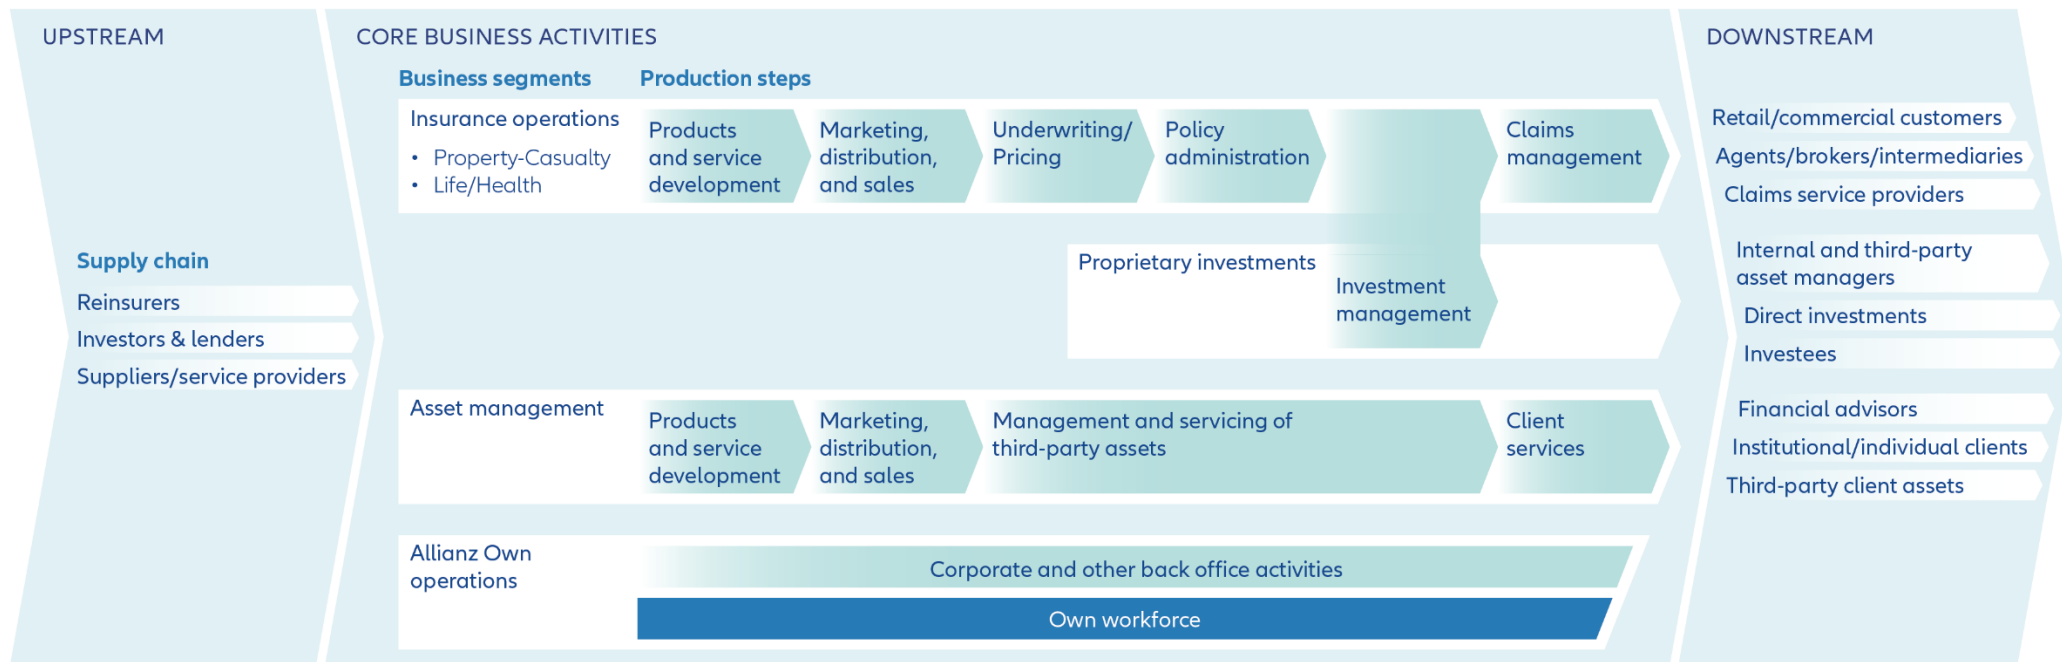 UPSTREAM
Supply chain
Reinsurers
Investors & lenders
Suppliers/service providers
CORE BUSINESS ACTIVITIES
Business segments
Production steps
Insurance operations
• Property-Casualty
• Life/Health
Products
and service
development
Marketing,
distribution,
and sales
Underwriting/
Pricing
Policy
administration
Claims
management
Proprietary investments
Investment
management
Asset management
Products
and service
development
Marketing,
distribution,
and sales
Management and servicing of
third-party assets
Client
services
Allianz Own
operations
Corporate and other back office activities
Own workforce
DOWNSTREAM
Retail/commercial customers
Agents/brokers/intermediaries
Claims service providers
Internal and third-party
asset managers
Direct investments
Investees
Financial advisors
Institutional/individual clients
Third-party client assets